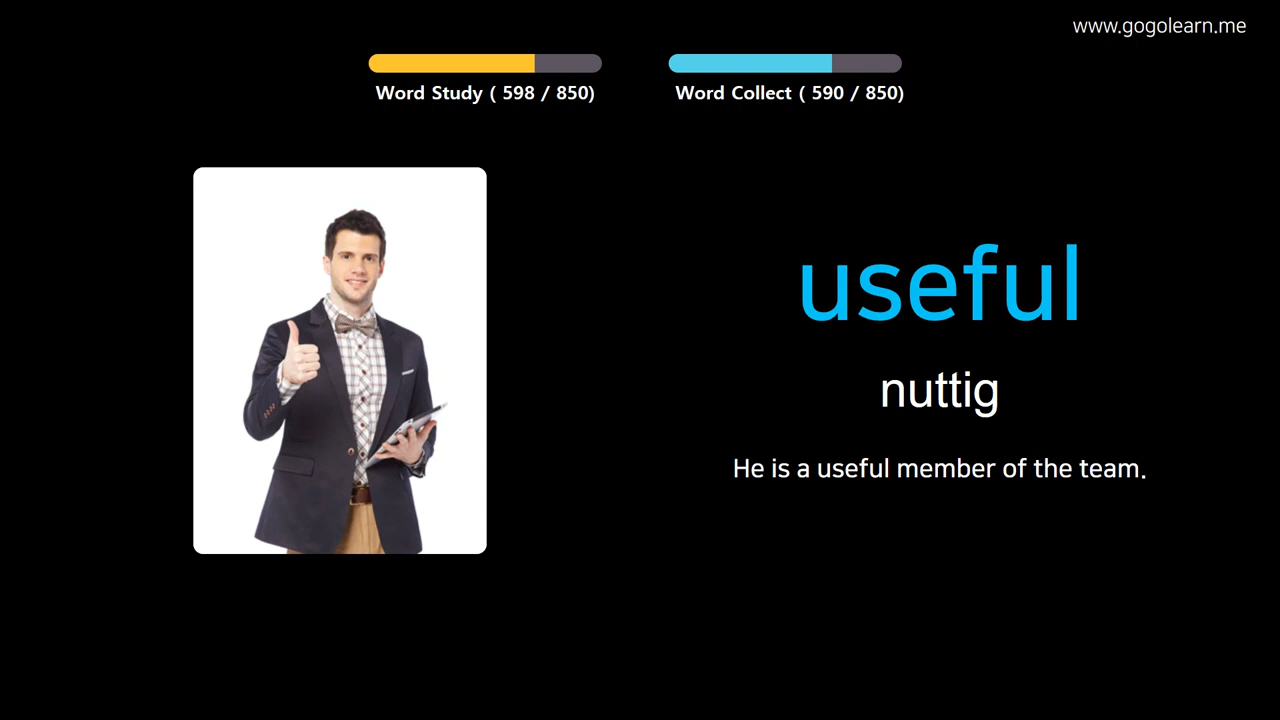 www.gogolearn.me
Word Study ( 598 / 850)
Word Collect ( 590 / 850)
useful
nuttig
He is a useful member of the team.